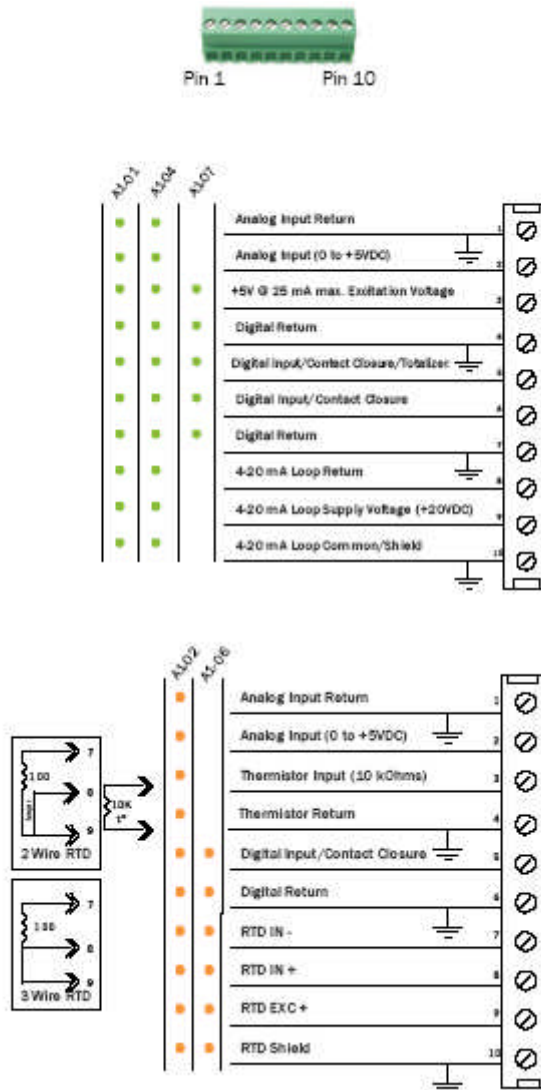 Pin 1 Pin 10
A1-01 A1-04 A1-07
Analog Input Return 1
Analog Input (0 to +5VDC) 2
+5V @ 25 mA max. Excitation Voltage 3
Digital Return 4
Digital Input/Contact Closure/Totalizer 5
Digital Input/Contact Closure 6
Digital Return 7
4-20 mA Loop Return 8
4-20 mA Loop Supply Voltage (+20VDC) 9
4-20 mA Loop Common/Shield 10
A1-02 A1-06
Analog Input Return 1
Analog Input (0 to +5VDC) 2
Thermistor Input (10 kOhms) 3
Thermistor Return 4
Digital Input/Contact Closure 5
Digital Return 6
RTD IN - 7
RTD IN + 8
RTD EXC + 9
RTD Shield 10
7
100
8
9
2 Wire RTD
10K
t°
7
100
8
9
3 Wire RTD